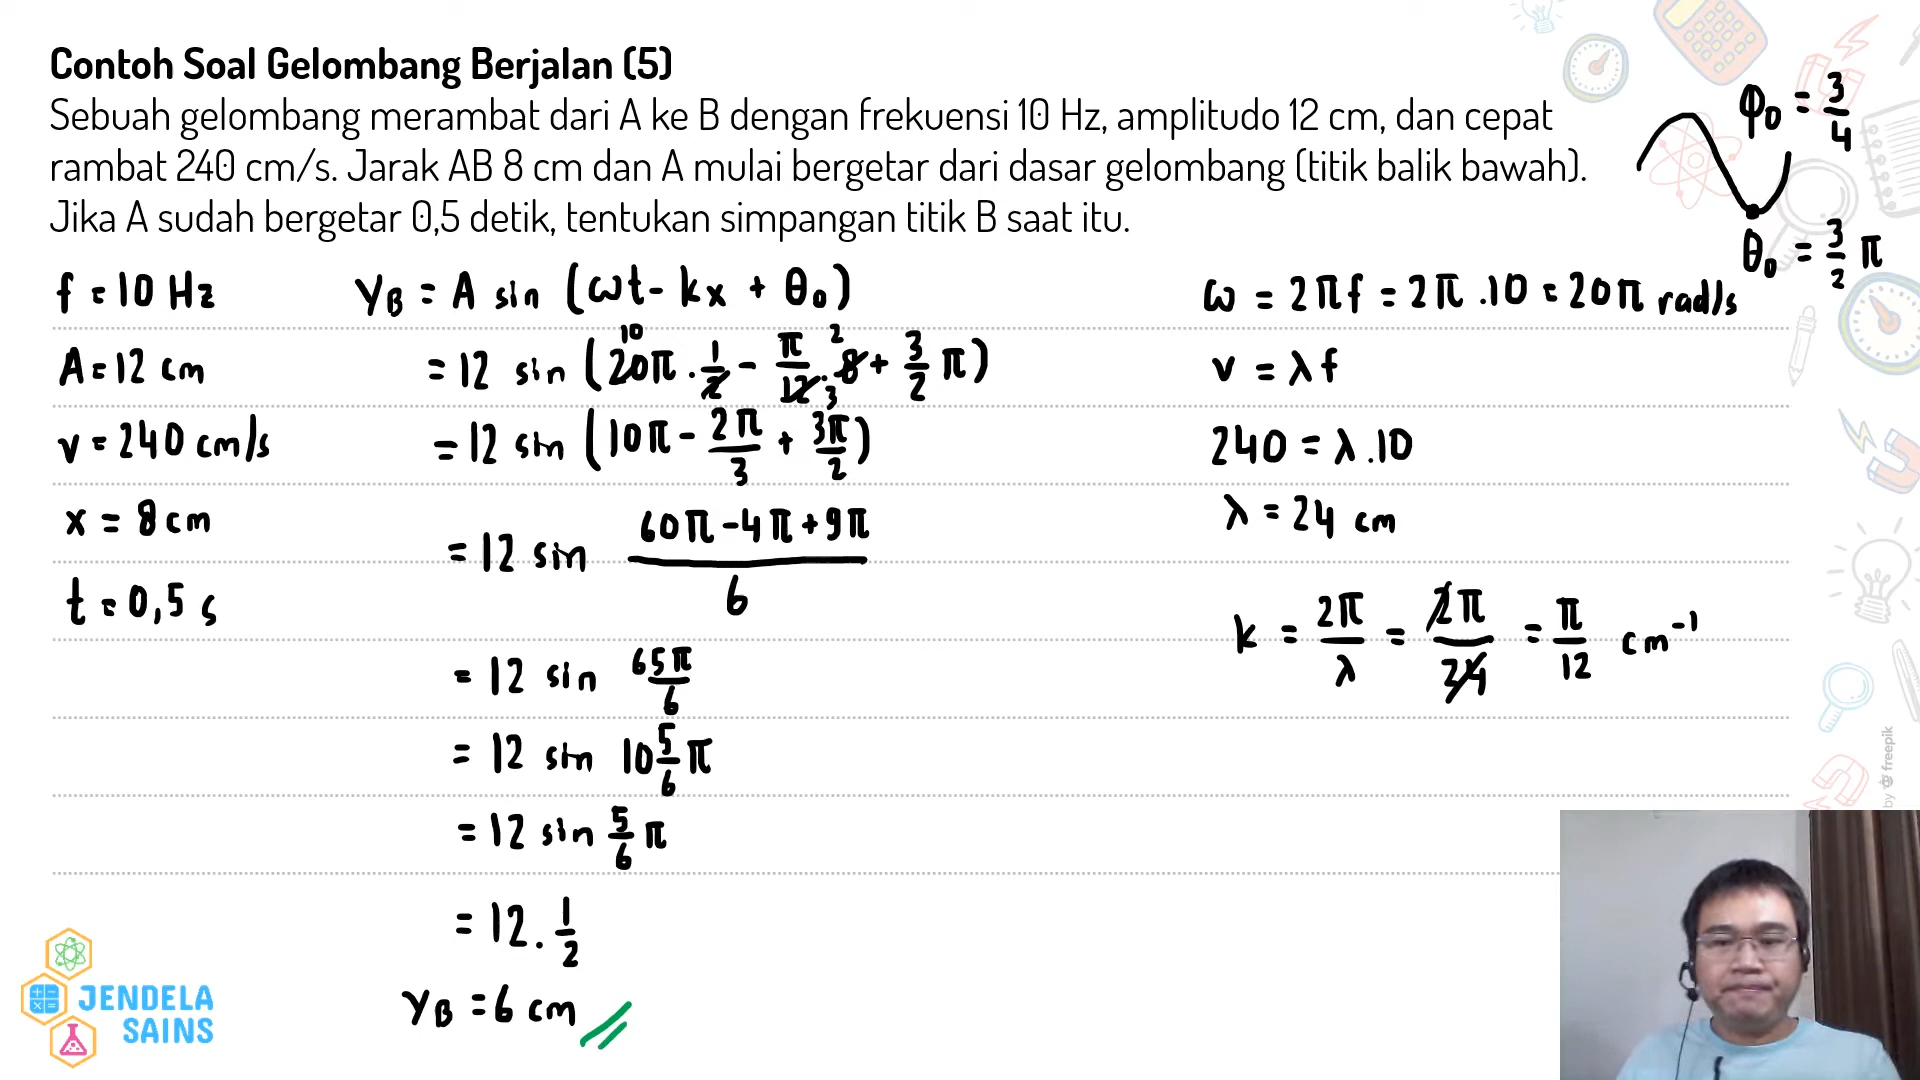 Contoh Soal Gelombang Berjalan (5)
Sebuah gelombang merambat dari A ke B dengan frekuensi 10 Hz, amplitudo 12 cm, dan cepat
rambat 240 cm/s. Jarak AB 8 cm dan A mulai bergetar dari dasar gelombang (titik balik bawah).
Jika A sudah bergetar 0,5 detik, tentukan simpangan titik B saat itu.
φ₀ = 3/4
θ₀ = 3/2 π
f = 10 Hz
A = 12 cm
v = 240 cm/s
x = 8 cm
t = 0,5 s
y_B = A sin (ωt - kx + θ₀)
= 12 sin (20π . 1/2 - π/12 . 8 + 3/2 π)
10 2 3
= 12 sin (10π - 2π/3 + 3π/2)
= 12 sin (60π - 4π + 9π)/6
= 12 sin 65π/6
= 12 sin 10 5/6 π
= 12 sin 5/6 π
= 12 . 1/2
y_B = 6 cm
ω = 2πf = 2π . 10 = 20π rad/s
v = λf
240 = λ . 10
λ = 24 cm
k = 2π/λ = 2π/24 = π/12 cm⁻¹
JENDELA
SAINS
by freepik